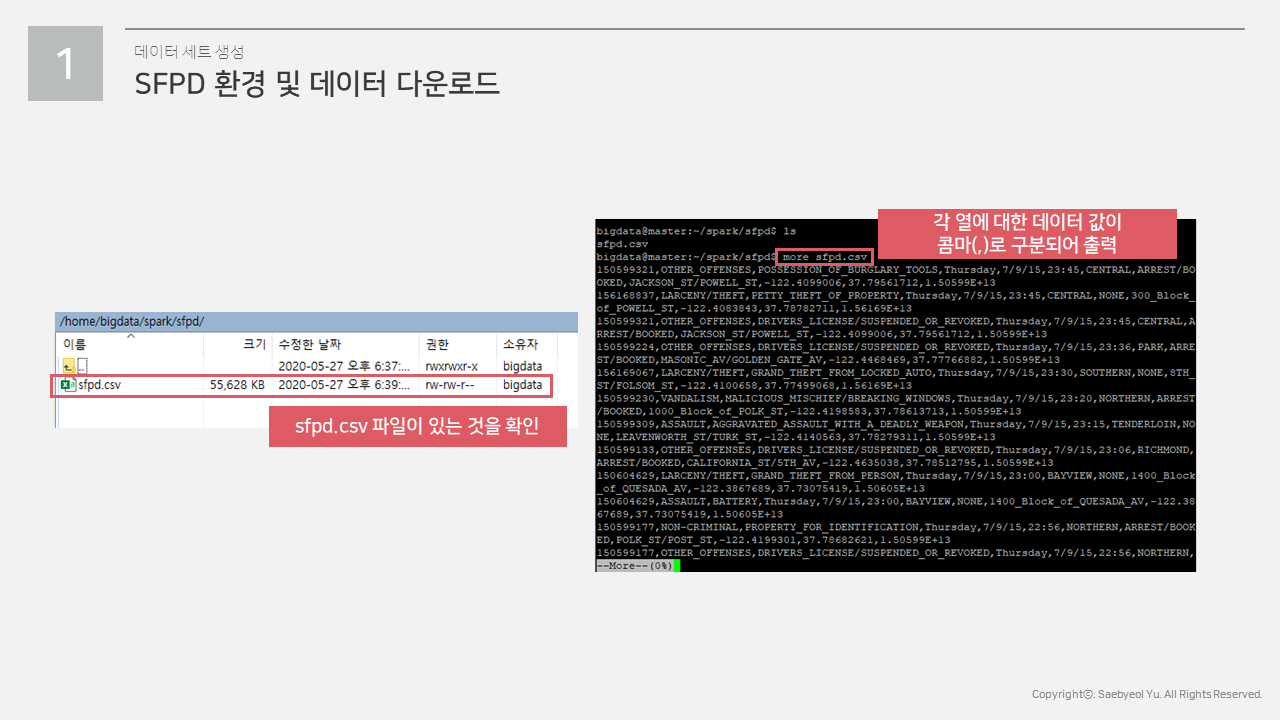 1
데이터 세트 생성
SFPD 환경 및 데이터 다운로드
/home/bigdata/spark/sfpd/
이름 크기 수정한 날짜 권한 소유자
.. 2020-05-27 오후 6:37:... rwxrwxr-x bigdata
sfpd.csv 55,628 KB 2020-05-27 오후 6:39:... rw-rw-r-- bigdata
sfpd.csv 파일이 있는 것을 확인
각 열에 대한 데이터 값이
콤마(,)로 구분되어 출력
bigdata@master:~/spark/sfpd$ ls
sfpd.csv
bigdata@master:~/spark/sfpd$ more sfpd.csv
150599321,OTHER_OFFENSES,POSSESSION_OF_BURGLARY_TOOLS,Thursday,7/9/15,23:45,CENTRAL,ARREST/BO
OKED,JACKSON_ST/POWELL_ST,-122.4099006,37.79561712,1.50599E+13
156168837,LARCENY/THEFT,PETTY_THEFT_OF_PROPERTY,Thursday,7/9/15,23:45,CENTRAL,NONE,300_Block_
of_POWELL_ST,-122.4083843,37.78782711,1.56169E+13
150599321,OTHER_OFFENSES,DRIVERS_LICENSE/SUSPENDED_OR_REVOKED,Thursday,7/9/15,23:45,CENTRAL,A
RREST/BOOKED,JACKSON_ST/POWELL_ST,-122.4099006,37.79561712,1.50599E+13
150599224,OTHER_OFFENSES,DRIVERS_LICENSE/SUSPENDED_OR_REVOKED,Thursday,7/9/15,23:36,PARK,ARRE
ST/BOOKED,MASONIC_AV/GOLDEN_GATE_AV,-122.4468469,37.77766882,1.50599E+13
156169067,LARCENY/THEFT,GRAND_THEFT_FROM_LOCKED_AUTO,Thursday,7/9/15,23:30,SOUTHERN,NONE,8TH_
ST/FOLSOM_ST,-122.4100658,37.77499068,1.56169E+13
150599230,VANDALISM,MALICIOUS_MISCHIEF/BREAKING_WINDOWS,Thursday,7/9/15,23:20,NORTHERN,ARREST
/BOOKED,1000_Block_of_POLK_ST,-122.4198583,37.78613713,1.50599E+13
150599309,ASSAULT,AGGRAVATED_ASSAULT_WITH_A_DEADLY_WEAPON,Thursday,7/9/15,23:15,TENDERLOIN,NO
NE,LEAVENWORTH_ST/TURK_ST,-122.4140563,37.78279311,1.50599E+13
150599133,OTHER_OFFENSES,DRIVERS_LICENSE/SUSPENDED_OR_REVOKED,Thursday,7/9/15,23:06,RICHMOND,
ARREST/BOOKED,CALIFORNIA_ST/5TH_AV,-122.4635038,37.78512795,1.50599E+13
150604629,LARCENY/THEFT,GRAND_THEFT_FROM_PERSON,Thursday,7/9/15,23:00,BAYVIEW,NONE,1400_Block
_of_QUESADA_AV,-122.3867689,37.73075419,1.50605E+13
150604629,ASSAULT,BATTERY,Thursday,7/9/15,23:00,BAYVIEW,NONE,1400_Block_of_QUESADA_AV,-122.38
67689,37.73075419,1.50605E+13
150599177,NON-CRIMINAL,PROPERTY_FOR_IDENTIFICATION,Thursday,7/9/15,22:56,NORTHERN,ARREST/BOOK
ED,POLK_ST/POST_ST,-122.4199301,37.78682621,1.50599E+13
150599177,OTHER_OFFENSES,DRIVERS_LICENSE/SUSPENDED_OR_REVOKED,Thursday,7/9/15,22:56,NORTHERN,
--More--(0%)
Copyrightⓒ. Saebyeol Yu. All Rights Reserved.